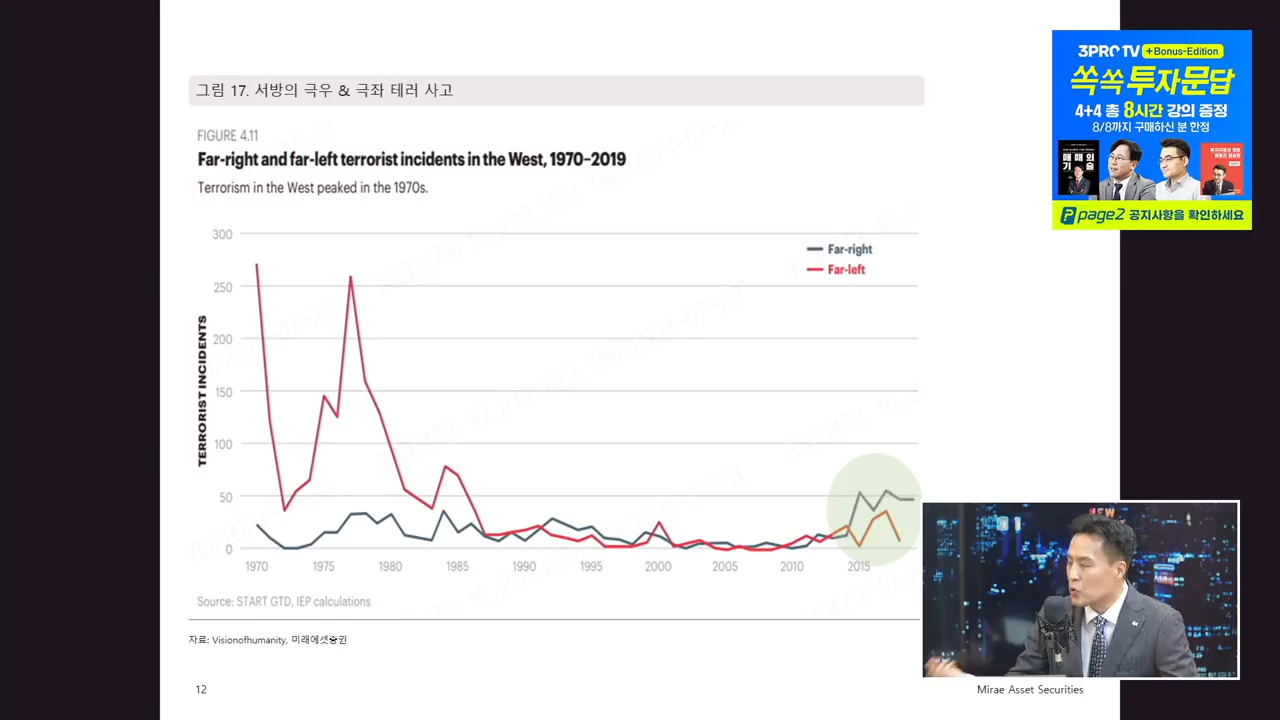 그림 17. 서방의 극우 & 극좌 테러 사고
FIGURE 4.11
Far-right and far-left terrorist incidents in the West, 1970–2019
Terrorism in the West peaked in the 1970s.
300
250
200
150
100
50
0
TERRORIST INCIDENTS
Far-right
Far-left
1970
1975
1980
1985
1990
1995
2000
2005
2010
2015
Source: START GTD, IEP calculations
자료: Visionofhumanity, 미래에셋증권
12
Mirae Asset Securities
3PRO TV +Bonus-Edition
쏙쏙 투자문답
4+4 총 8시간 강의 증정
8/8까지 구매하신 분 한정
매매의
기술
page2 공지사항을 확인하세요
NEW